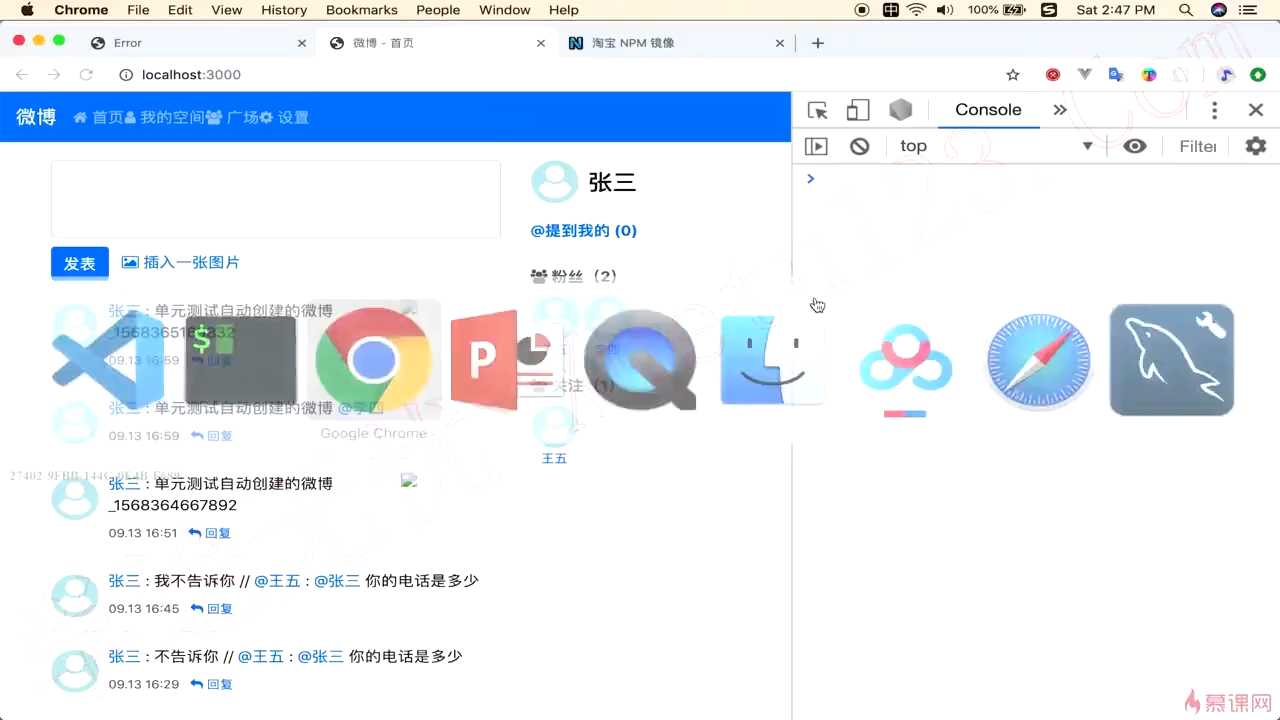 Chrome File Edit View History Bookmarks People Window Help
100% Sat 2:47 PM
Error
微博 - 首页
淘宝 NPM 镜像
localhost:3000
微博 首页 我的空间 广场 设置
Console
top
Filter
张三
@提到我的 (0)
发表 插入一张图片
粉丝 (2)
张三 : 单元测试自动创建的微博
09.13 16:59 回复
关注 (1)
张三 : 单元测试自动创建的微博 @李四
Google Chrome
09.13 16:59 回复
王五
张三 : 单元测试自动创建的微博
_1568364667892
09.13 16:51 回复
张三 : 我不告诉你 // @王五 : @张三 你的电话是多少
09.13 16:45 回复
张三 : 不告诉你 // @王五 : @张三 你的电话是多少
09.13 16:29 回复
慕课网